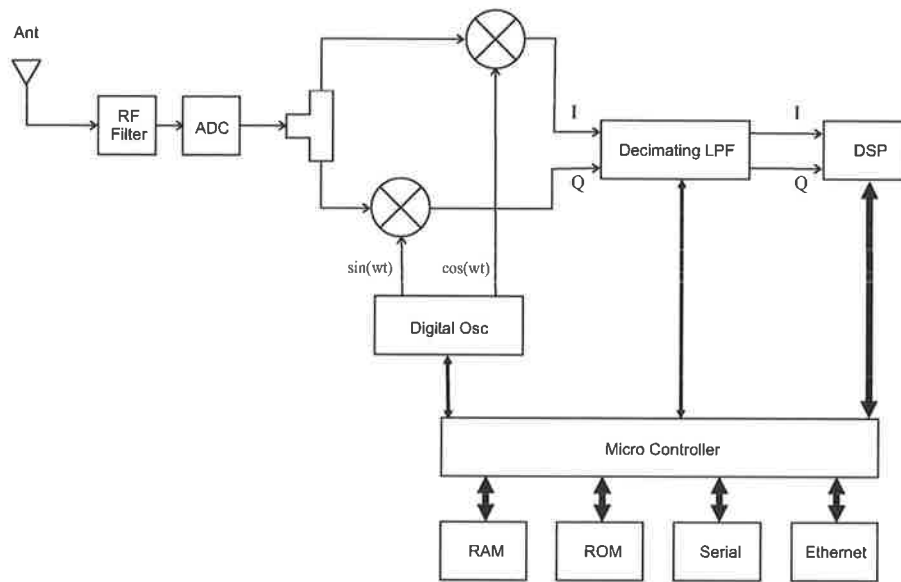 Ant
RF
Filter
ADC
I
Q
Decimating LPF
I
Q
DSP
sin(wt)
cos(wt)
Digital Osc
Micro Controller
RAM
ROM
Serial
Ethernet